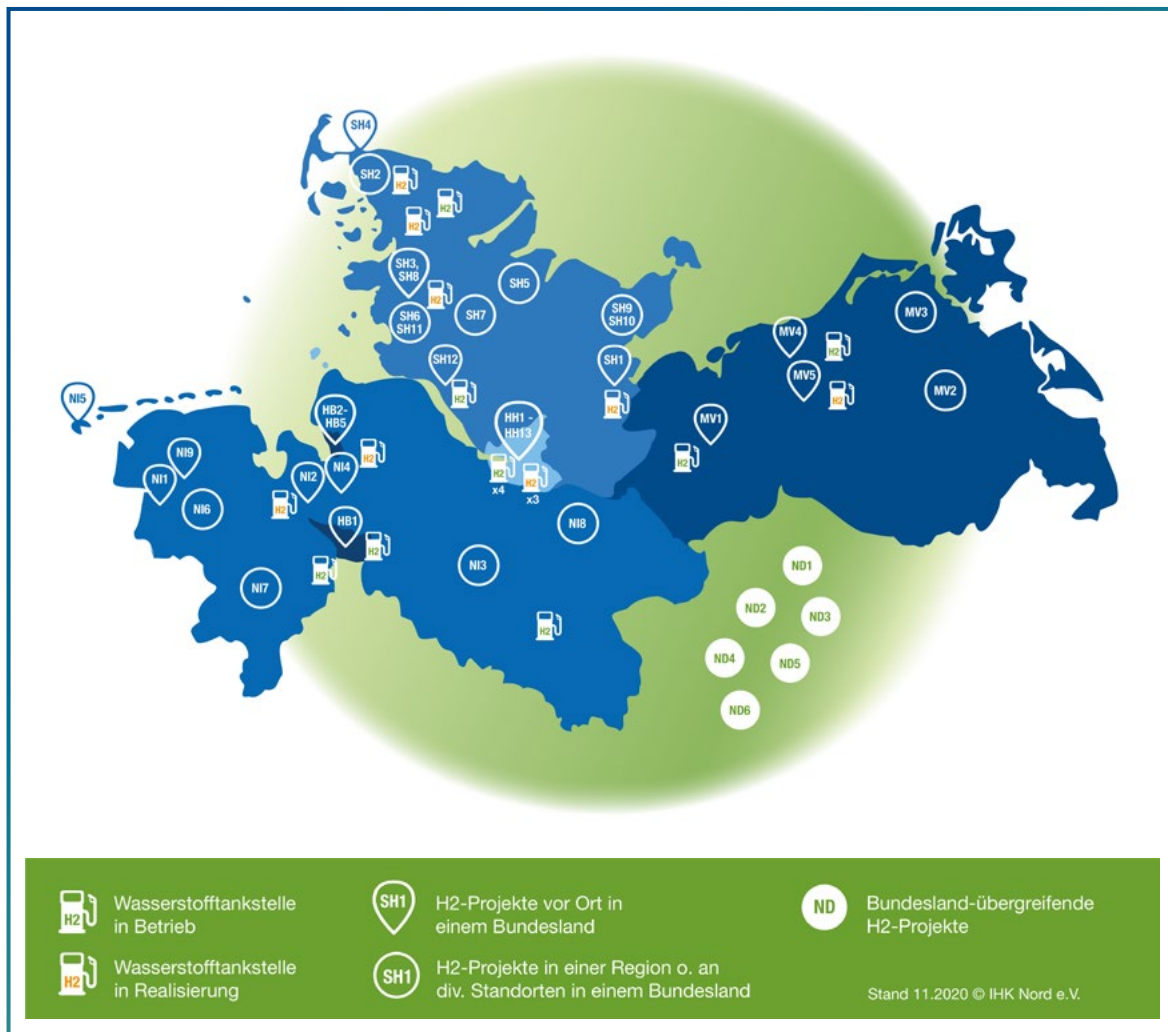 SH4
SH2
H2
H2
H2
SH3,
SH8
H2
SH5
SH6
SH11
SH7
SH9
SH10
SH12
H2
SH1
H2
MV3
MV4
H2
MV5
H2
MV2
MV1
H2
NI5
HB2-
HB5
H2
HH1 -
HH13
H2
x4
H2
x3
NI9
NI1
NI6
NI2
NI4
H2
HB1
H2
H2
NI8
NI3
NI7
H2
ND1
ND2
ND3
ND4
ND5
ND6
H2
Wasserstofftankstelle
in Betrieb
H2
Wasserstofftankstelle
in Realisierung
SH1
H2-Projekte vor Ort in
einem Bundesland
SH1
H2-Projekte in einer Region o. an
div. Standorten in einem Bundesland
ND
Bundesland-übergreifende
H2-Projekte
Stand 11.2020 © IHK Nord e.V.